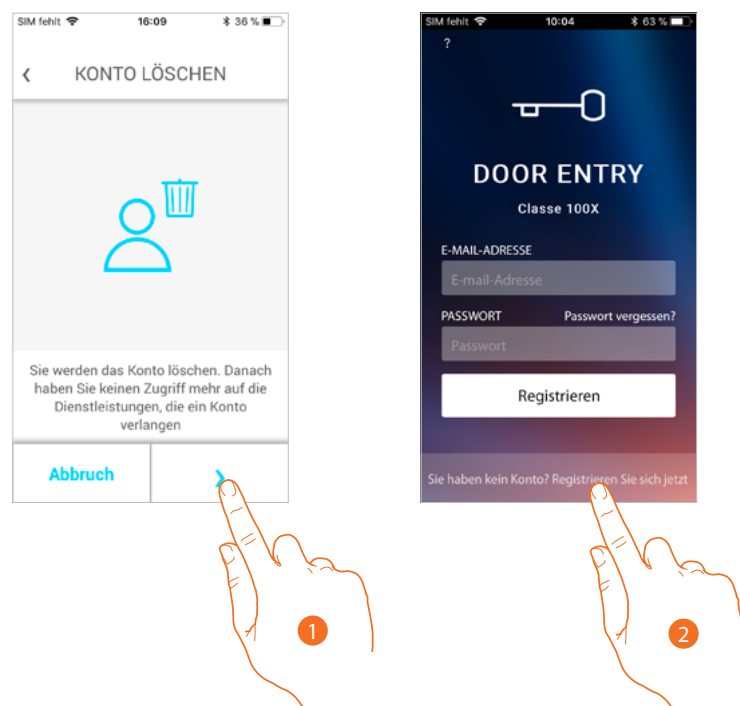 SIM fehlt 16:09 36 %
KONTO LÖSCHEN
Sie werden das Konto löschen. Danach
haben Sie keinen Zugriff mehr auf die
Dienstleistungen, die ein Konto
verlangen
Abbruch
1
SIM fehlt 10:04 63 %
?
DOOR ENTRY
Classe 100X
E-MAIL-ADRESSE
E-mail-Adresse
PASSWORT Passwort vergessen?
Passwort
Registrieren
Sie haben kein Konto? Registrieren Sie sich jetzt
2